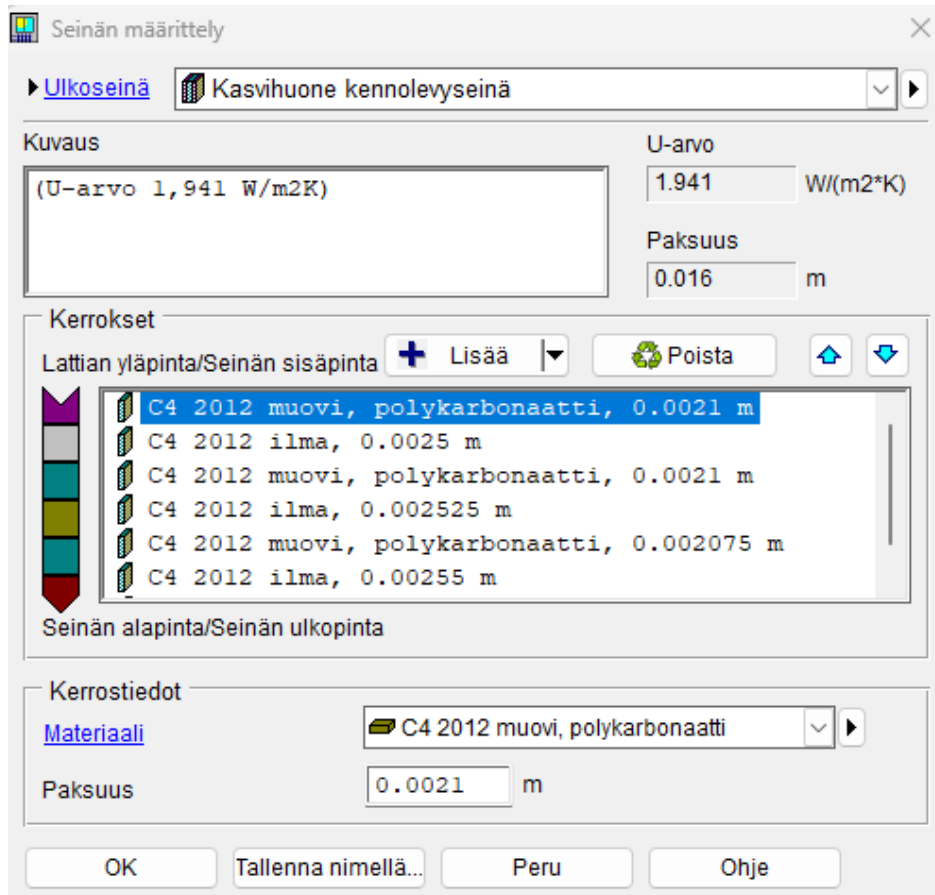 Seinän määrittely
Ulkoseinä Kasvihuone kennolevyseinä
Kuvaus
(U-arvo 1,941 W/m2K)
U-arvo
1.941 W/(m2*K)
Paksuus
0.016 m
Kerrokset
Lattian yläpinta/Seinän sisäpinta Lisää Poista
C4 2012 muovi, polykarbonaatti, 0.0021 m
C4 2012 ilma, 0.0025 m
C4 2012 muovi, polykarbonaatti, 0.0021 m
C4 2012 ilma, 0.002525 m
C4 2012 muovi, polykarbonaatti, 0.002075 m
C4 2012 ilma, 0.00255 m
Seinän alapinta/Seinän ulkopinta
Kerrostiedot
Materiaali C4 2012 muovi, polykarbonaatti
Paksuus 0.0021 m
OK Tallenna nimellä... Peru Ohje